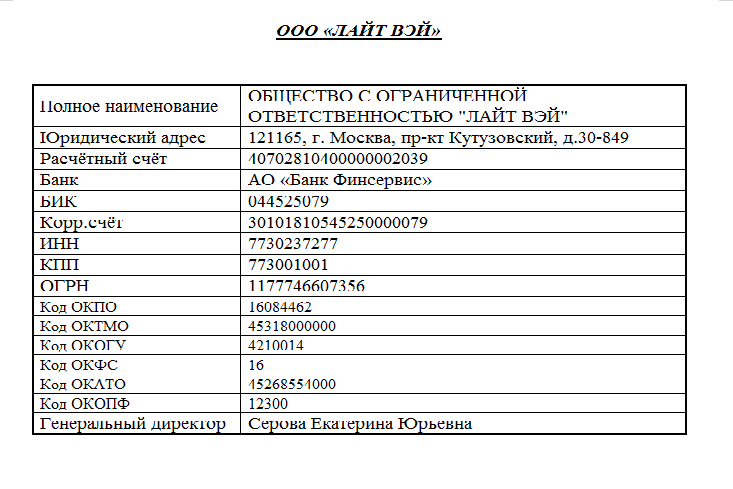 ООО «ЛАЙТ ВЭЙ»
Полное наименование
ОБЩЕСТВО С ОГРАНИЧЕННОЙ
ОТВЕТСТВЕННОСТЬЮ "ЛАЙТ ВЭЙ"
Юридический адрес 121165, г. Москва, пр-кт Кутузовский, д.30-849
Расчётный счёт 40702810400000002039
Банк АО «Банк Финсервис»
БИК 044525079
Корр.счёт 30101810545250000079
ИНН 7730237277
КПП 773001001
ОГРН 1177746607356
Код ОКПО 16084462
Код ОКТМО 45318000000
Код ОКОГУ 4210014
Код ОКФС 16
Код ОКАТО 45268554000
Код ОКОПФ 12300
Генеральный директор Серова Екатерина Юрьевна